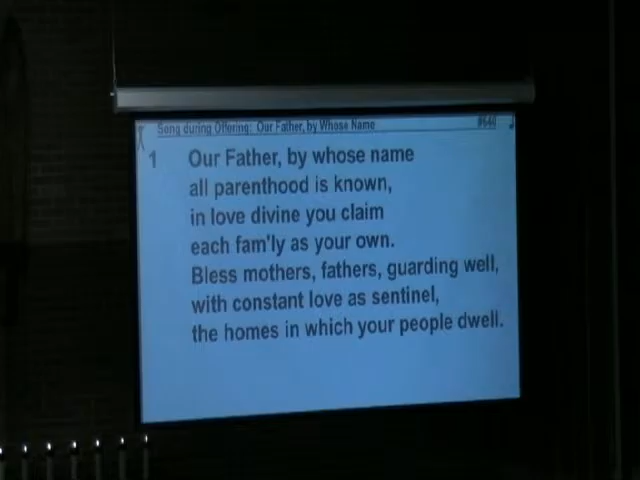 Song during Offering: Our Father, by Whose Name #640
1 Our Father, by whose name
all parenthood is known,
in love divine you claim
each fam'ly as your own.
Bless mothers, fathers, guarding well,
with constant love as sentinel,
the homes in which your people dwell.